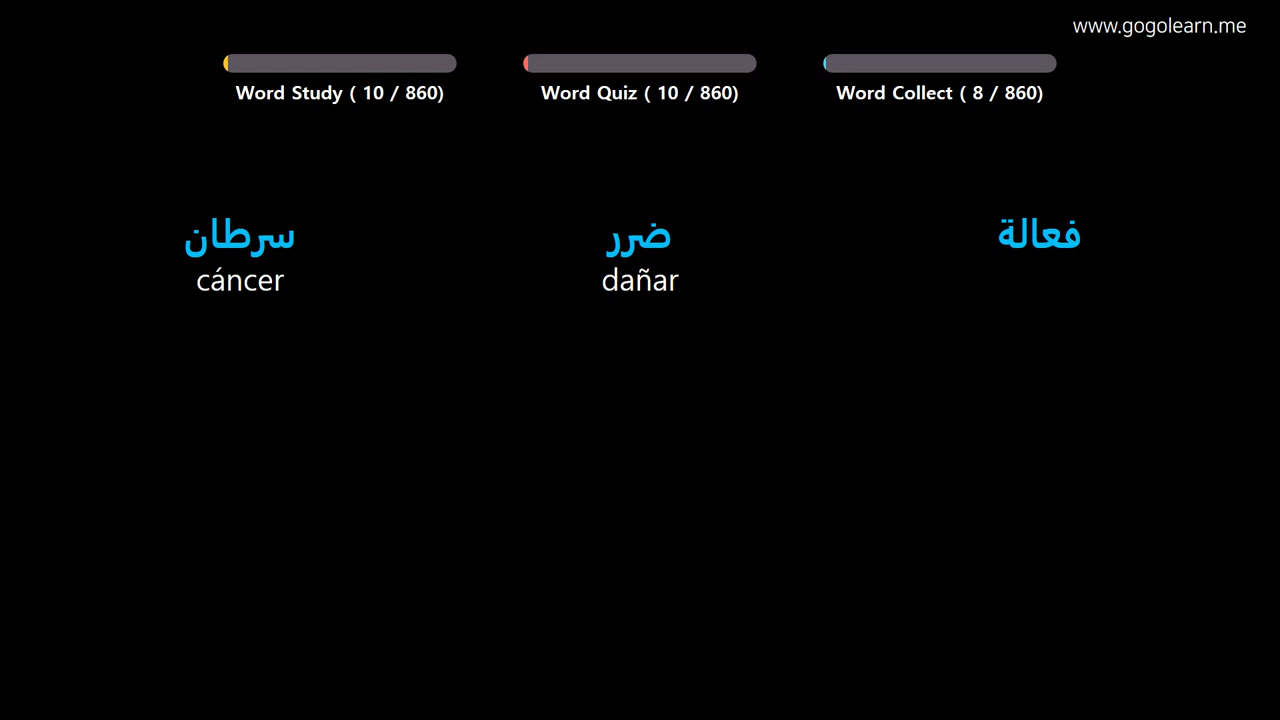 www.gogolearn.me
Word Study ( 10 / 860)
Word Quiz ( 10 / 860)
Word Collect ( 8 / 860)
سرطان
cáncer
ضرر
dañar
فعالة